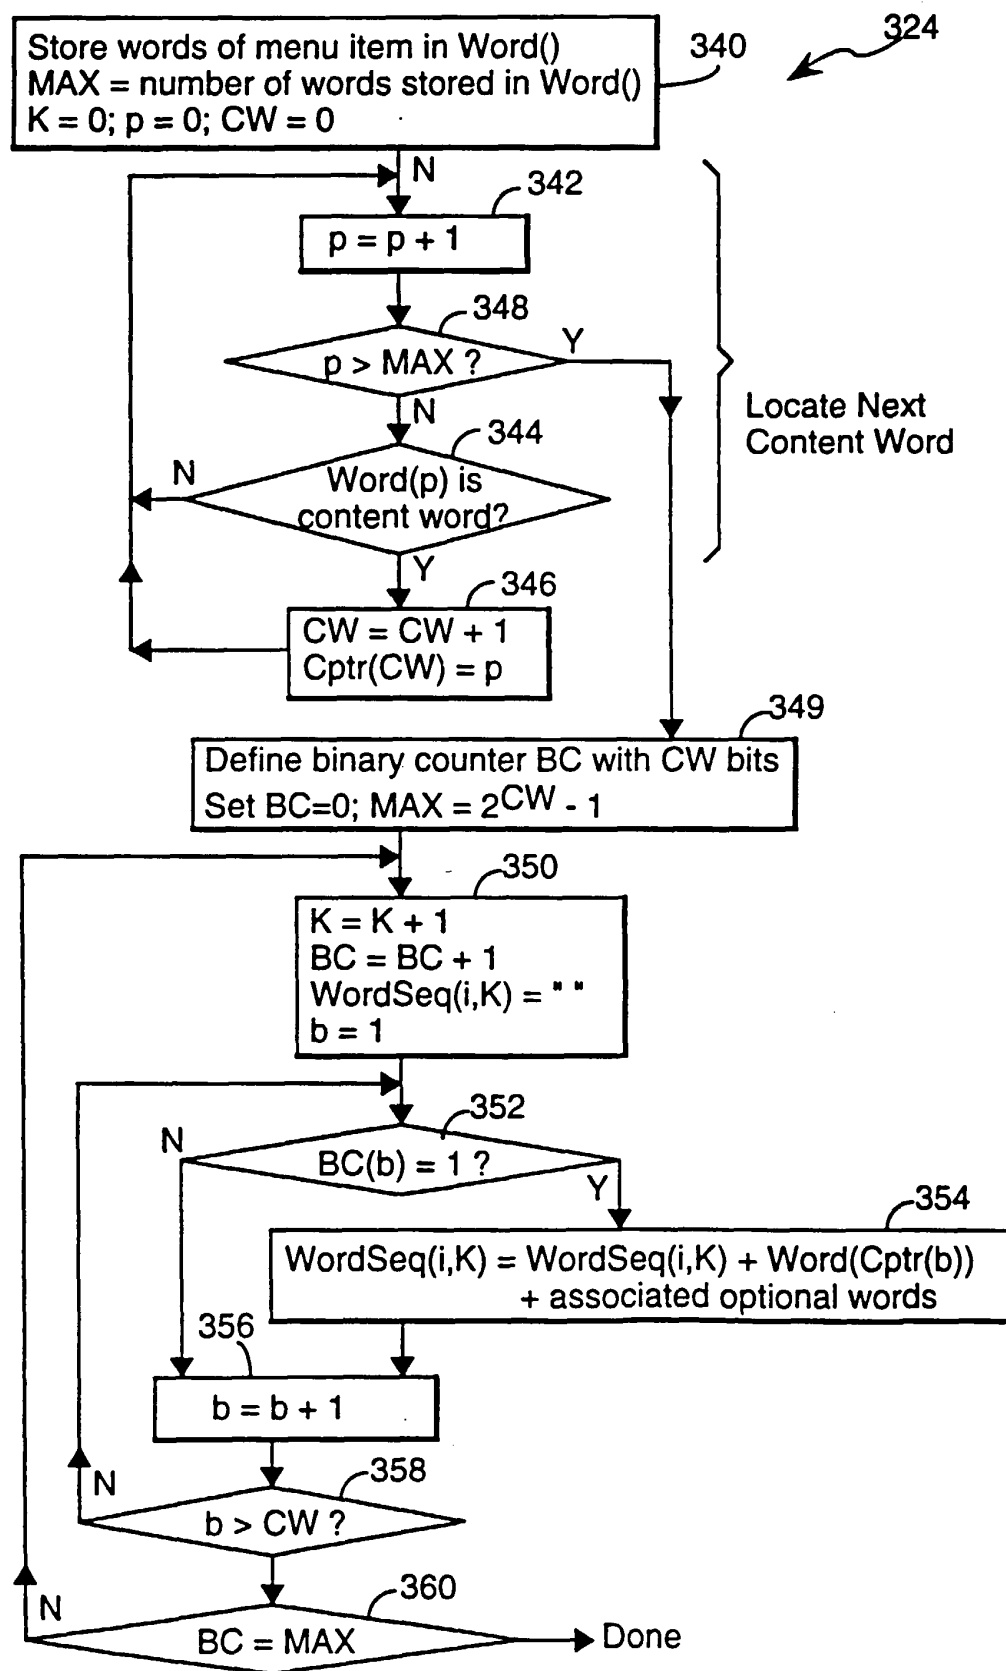 324
Store words of menu item in Word()
MAX = number of words stored in Word()
K = 0; p = 0; CW = 0
340
N
342
p = p + 1
348
p > MAX ?
Y
N
344
N
Word(p) is
content word?
Y
Locate Next
Content Word
346
CW = CW + 1
Cptr(CW) = p
349
Define binary counter BC with CW bits
Set BC=0; MAX = 2^CW - 1
350
K = K + 1
BC = BC + 1
WordSeq(i,K) = " "
b = 1
352
N
BC(b) = 1 ?
Y
354
WordSeq(i,K) = WordSeq(i,K) + Word(Cptr(b))
+ associated optional words
356
b = b + 1
358
N
b > CW ?
360
N
BC = MAX
Done